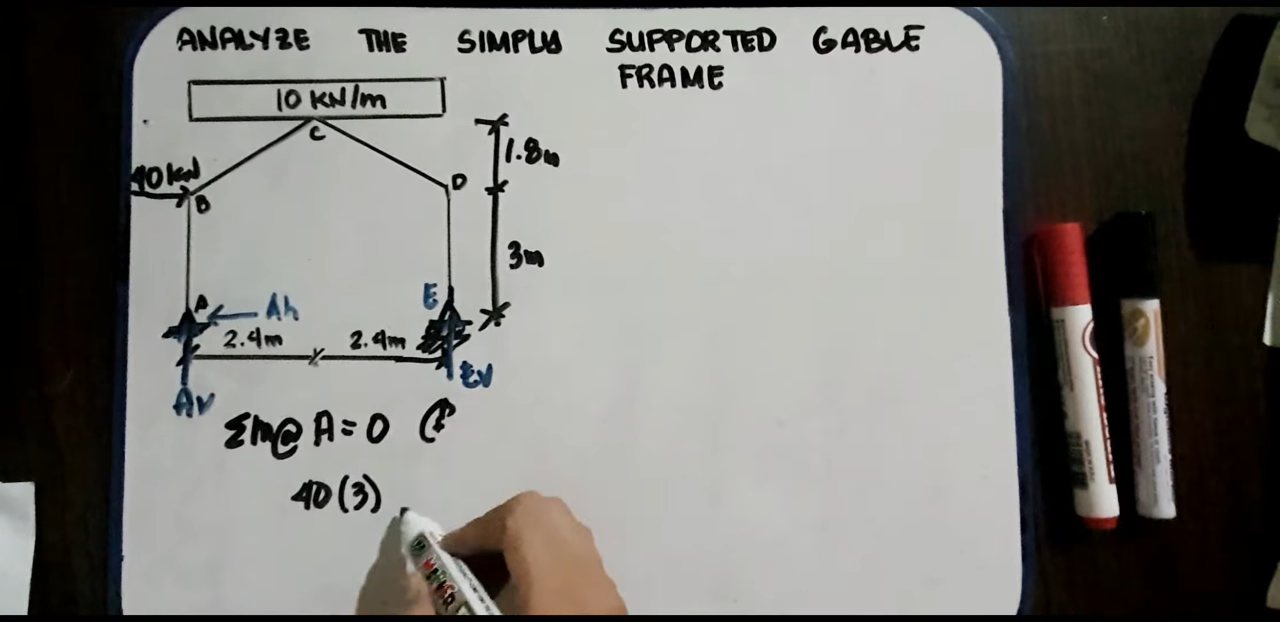 ANALYZE THE SIMPLY SUPPORTED GABLE
FRAME
10 KN/m
C
1.8m
40 kN
D
B
3m
A
Ah
E
2.4m
2.4m
Av
Ev
Σm@ A = 0
40 (3)